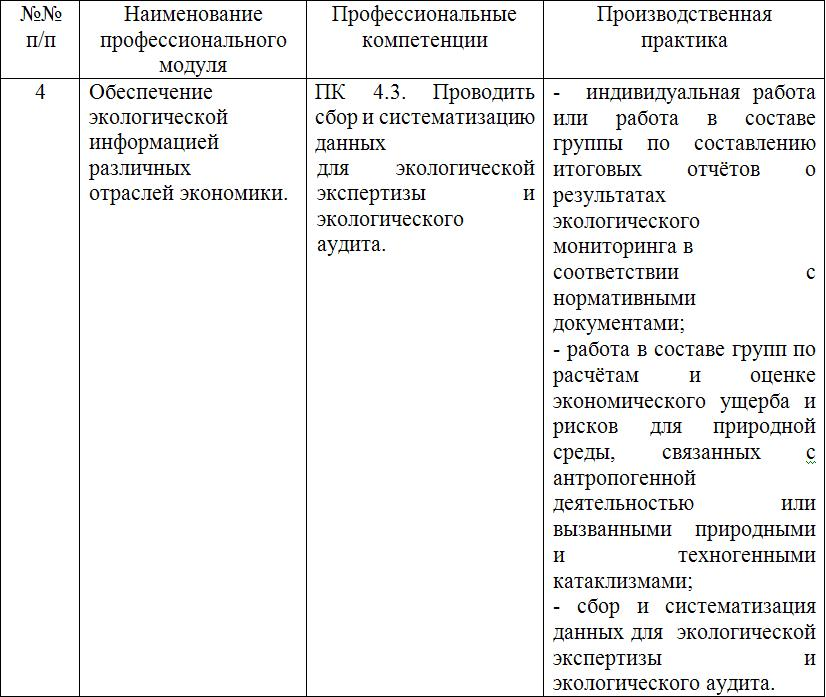 №№
п/п
Наименование
профессионального
модуля
Профессиональные
компетенции
Производственная
практика
4
Обеспечение
экологической
информацией
различных
отраслей экономики.
ПК 4.3. Проводить
сбор и систематизацию
данных
для экологической
экспертизы и
экологического
аудита.
- индивидуальная работа
или работа в составе
группы по составлению
итоговых отчётов о
результатах
экологического
мониторинга в
соответствии с
нормативными
документами;
- работа в составе групп по
расчётам и оценке
экономического ущерба и
рисков для природной
среды, связанных с
антропогенной
деятельностью или
вызванными природными
и техногенными
катаклизмами;
- сбор и систематизация
данных для экологической
экспертизы и
экологического аудита.